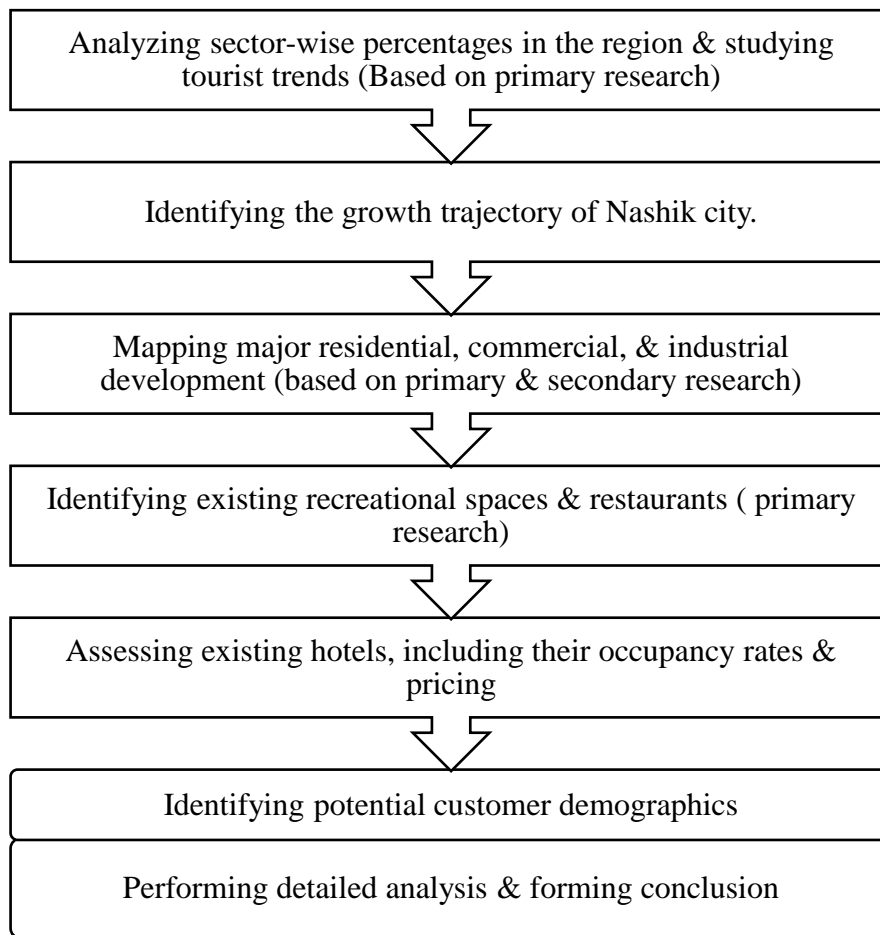 Analyzing sector-wise percentages in the region & studying
tourist trends (Based on primary research)
Identifying the growth trajectory of Nashik city.
Mapping major residential, commercial, & industrial
development (based on primary & secondary research)
Identifying existing recreational spaces & restaurants ( primary
research)
Assessing existing hotels, including their occupancy rates &
pricing
Identifying potential customer demographics
Performing detailed analysis & forming conclusion